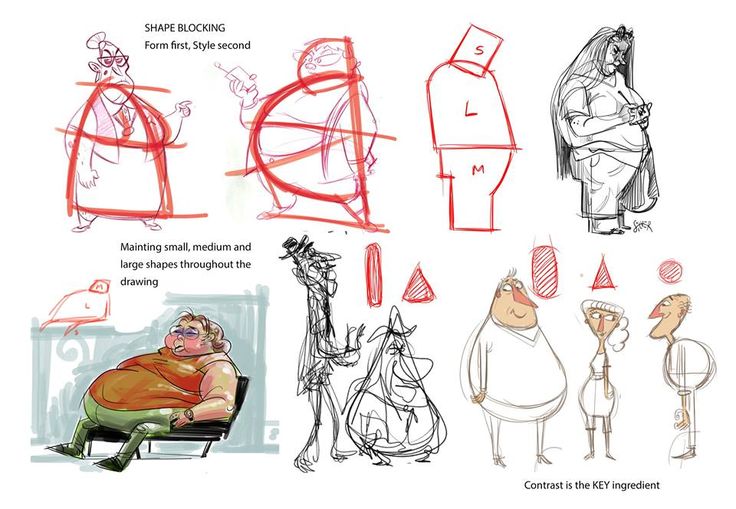 SHAPE BLOCKING
Form first, Style second
S
L
M
Mainting small, medium and
large shapes throughout the
drawing
M
L
Contrast is the KEY ingredient